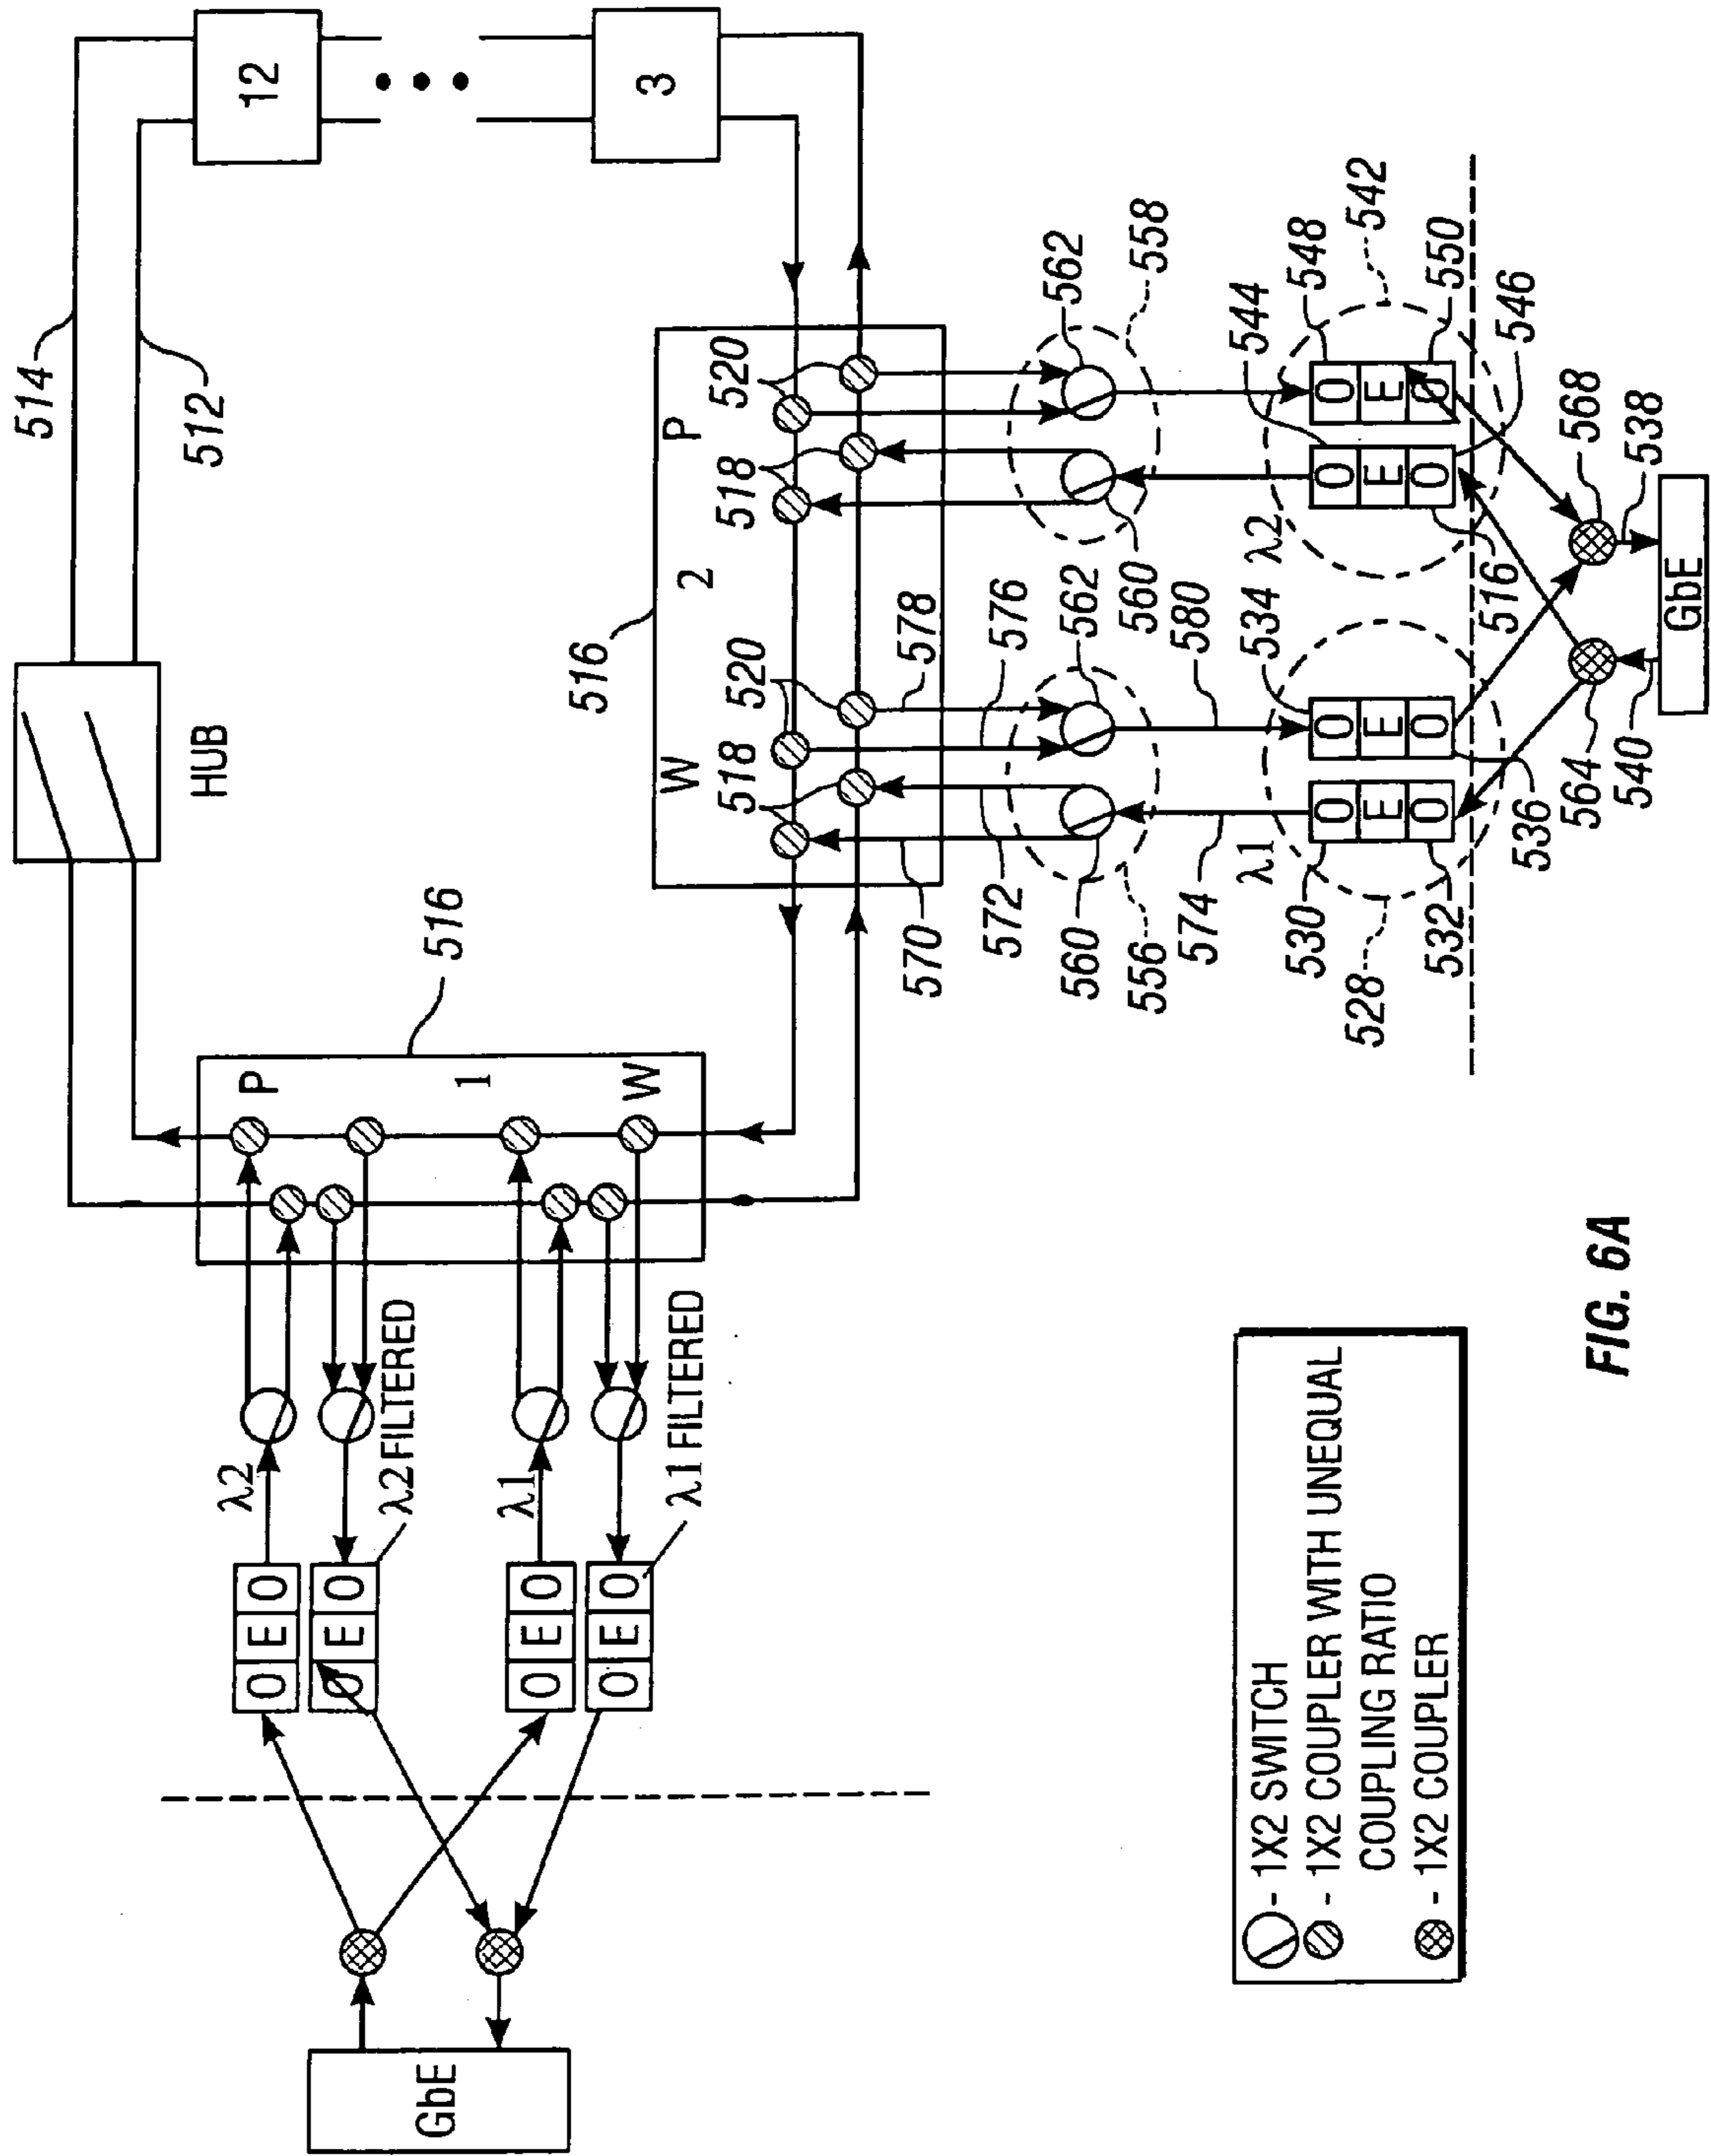 514
512
HUB
12
3
516
P
1
W
516
W
2
P
518
520
518
520
λ2
λ2 FILTERED
λ1
λ1 FILTERED
O E O
O E O
O E O
O E O
GbE
570
572
578
576
560
562
556
574
580
560
562
558
λ1
534
λ2
544
548
542
530
528
532
536
516
546
550
O E O
O E O
O E O
O E O
564
540
568
538
GbE
- 1X2 SWITCH
- 1X2 COUPLER WITH UNEQUAL
COUPLING RATIO
- 1X2 COUPLER
FIG. 6A